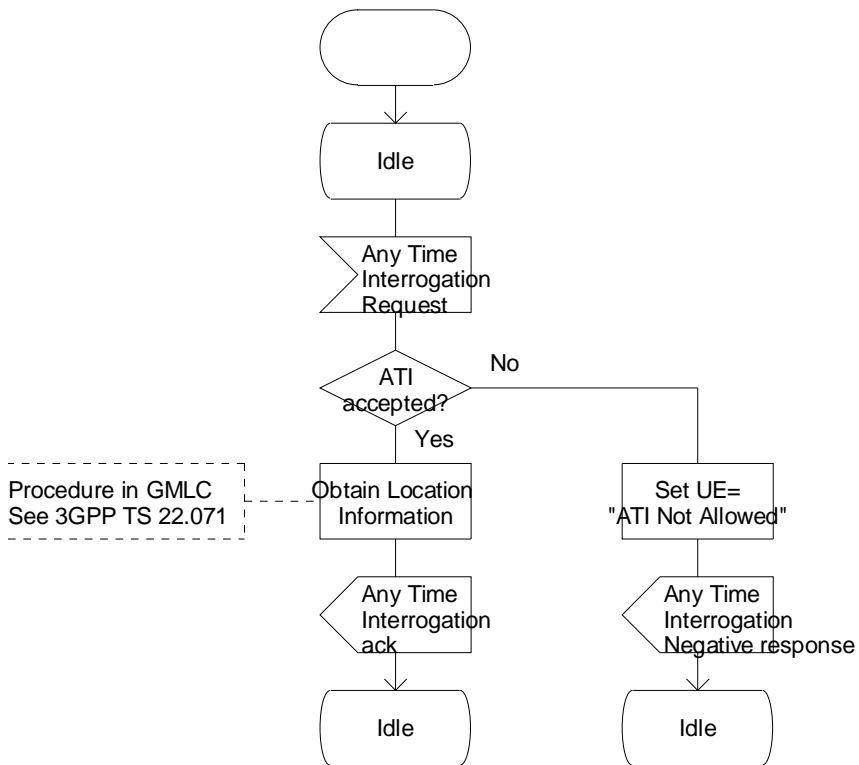 Idle
Any Time
Interrogation
Request
ATI
accepted?
No
Yes
Procedure in GMLC
See 3GPP TS 22.071
Obtain Location
Information
Set UE=
"ATI Not Allowed"
Any Time
Interrogation
ack
Any Time
Interrogation
Negative response
Idle
Idle